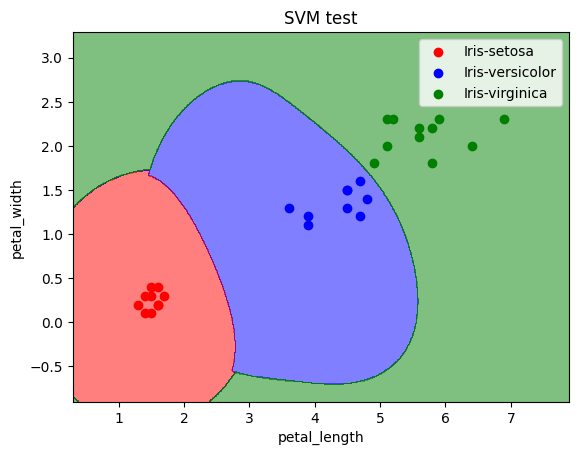 SVM test
Iris-setosa
Iris-versicolor
Iris-virginica
3.0
2.5
2.0
1.5
1.0
0.5
0.0
−0.5
petal_width
1 2 3 4 5 6 7
petal_length